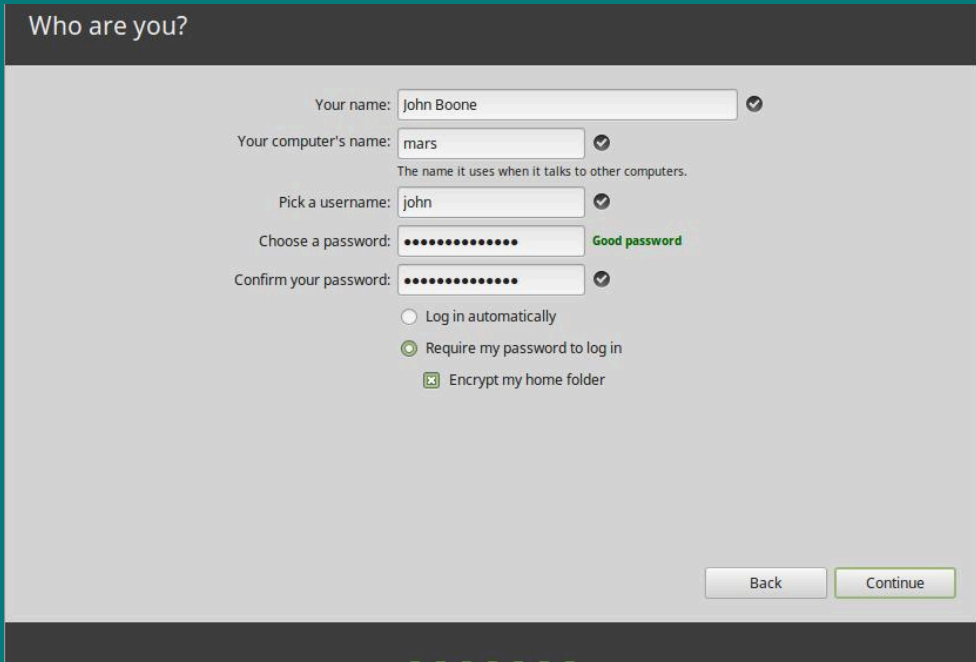 Who are you?
Your name: John Boone
Your computer's name: mars
The name it uses when it talks to other computers.
Pick a username: john
Choose a password: ●●●●●●●●●●●●●● Good password
Confirm your password: ●●●●●●●●●●●●●●
Log in automatically
Require my password to log in
Encrypt my home folder
Back Continue